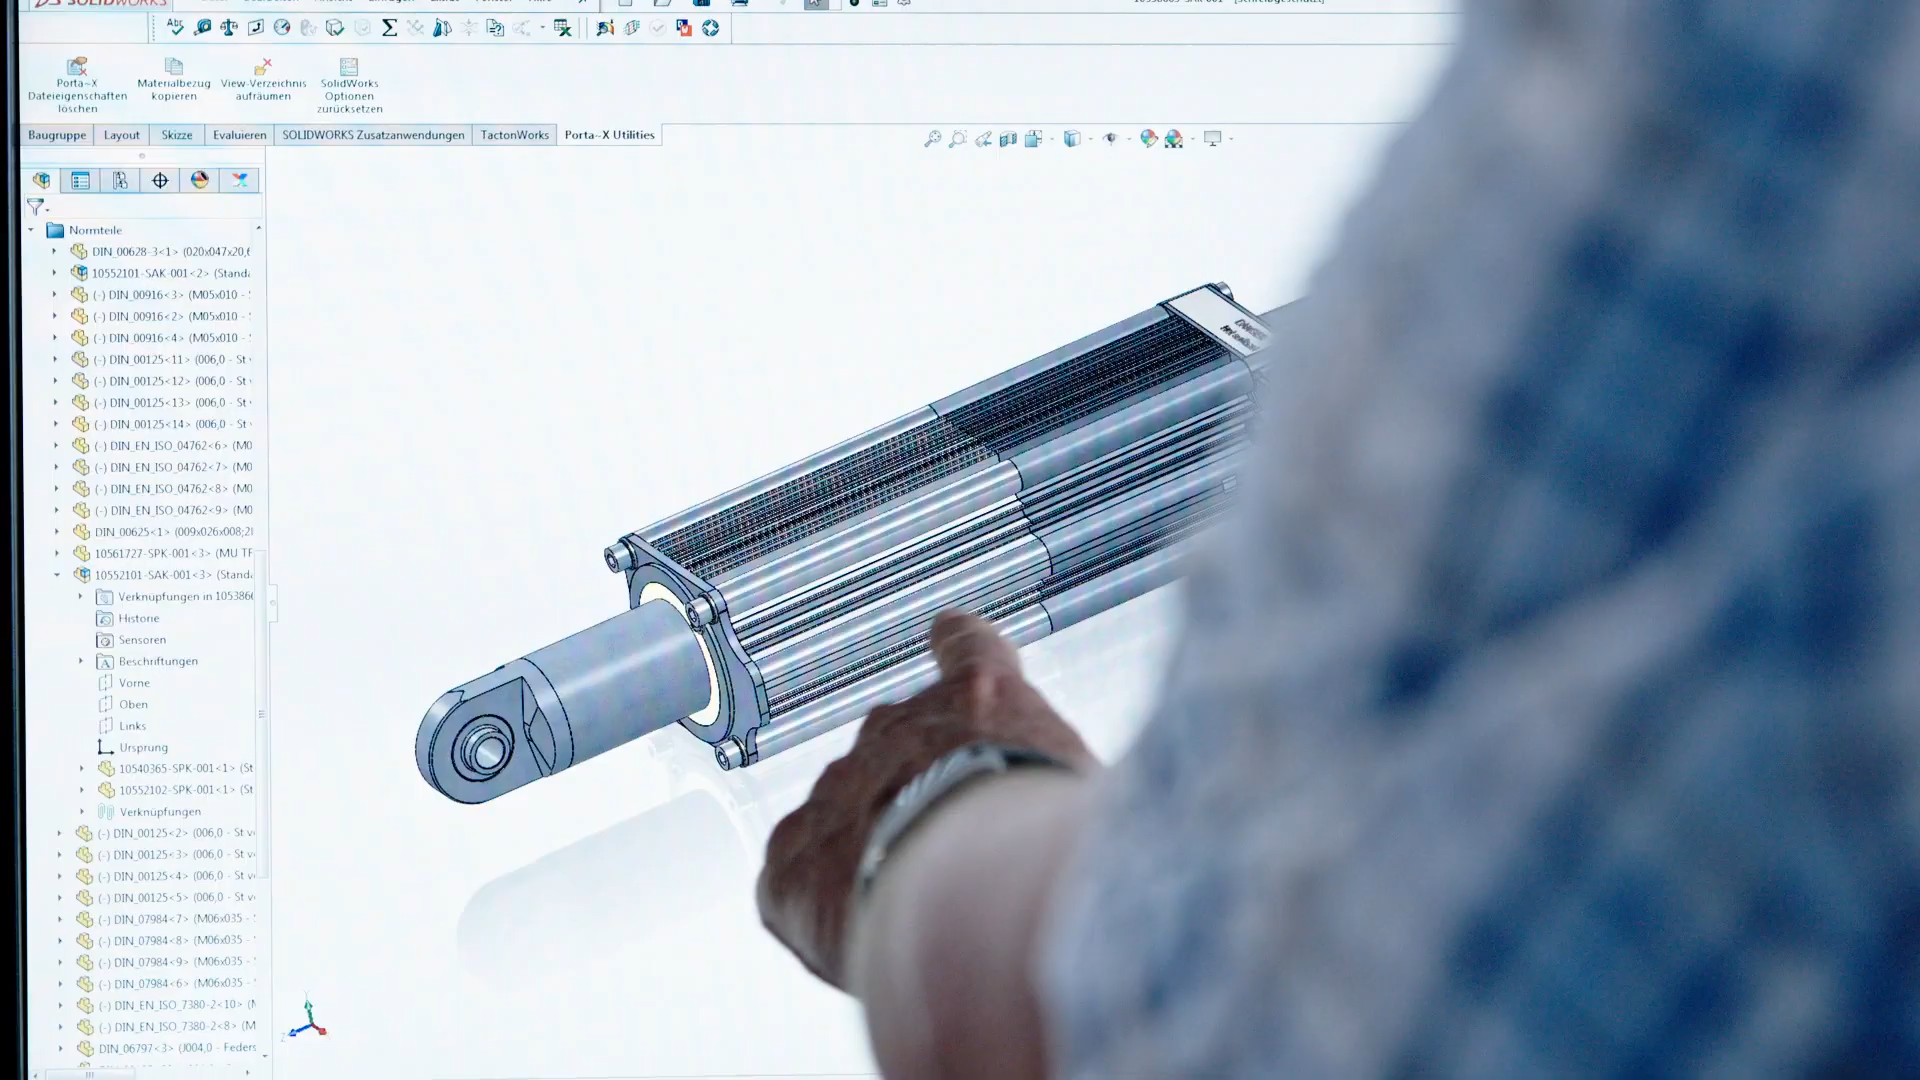 SOLIDWORKS
Porta-X
Dateieigenschaften
löschen
Materialbezug
kopieren
View-Verzeichnis
aufräumen
SolidWorks
Optionen
zurücksetzen
Baugruppe Layout Skizze Evaluieren SOLIDWORKS Zusatzanwendungen TactonWorks Porta-X Utilities
Normteile
DIN_00628-3<1> (020x047x20,6
10552101-SAK-001<2> (Standa
(-) DIN_00916<3> (M05x010 -
(-) DIN_00916<2> (M05x010 -
(-) DIN_00916<4> (M05x010 -
(-) DIN_00125<11> (006,0 - St
(-) DIN_00125<12> (006,0 - St
(-) DIN_00125<13> (006,0 - St
(-) DIN_00125<14> (006,0 - St
(-) DIN_EN_ISO_04762<6> (M0
(-) DIN_EN_ISO_04762<7> (M0
(-) DIN_EN_ISO_04762<8> (M0
(-) DIN_EN_ISO_04762<9> (M0
DIN_00625<1> (009x026x008;2
10561727-SPK-001<3> (MU TF
10552101-SAK-001<3> (Standa
Verknüpfungen in 1053866
Historie
Sensoren
Beschriftungen
Vorne
Oben
Links
Ursprung
10540365-SPK-001<1> (St
10552102-SPK-001<1> (St
Verknüpfungen
(-) DIN_00125<2> (006,0 - St v
(-) DIN_00125<3> (006,0 - St v
(-) DIN_00125<4> (006,0 - St v
(-) DIN_00125<5> (006,0 - St v
(-) DIN_07984<7> (M06x035 -
(-) DIN_07984<8> (M06x035 -
(-) DIN_07984<9> (M06x035 -
(-) DIN_07984<6> (M06x035 -
(-) DIN_EN_ISO_7380-2<10> (M
(-) DIN_EN_ISO_7380-2<8> (M
DIN_06797<3> (J004,0 - Feders